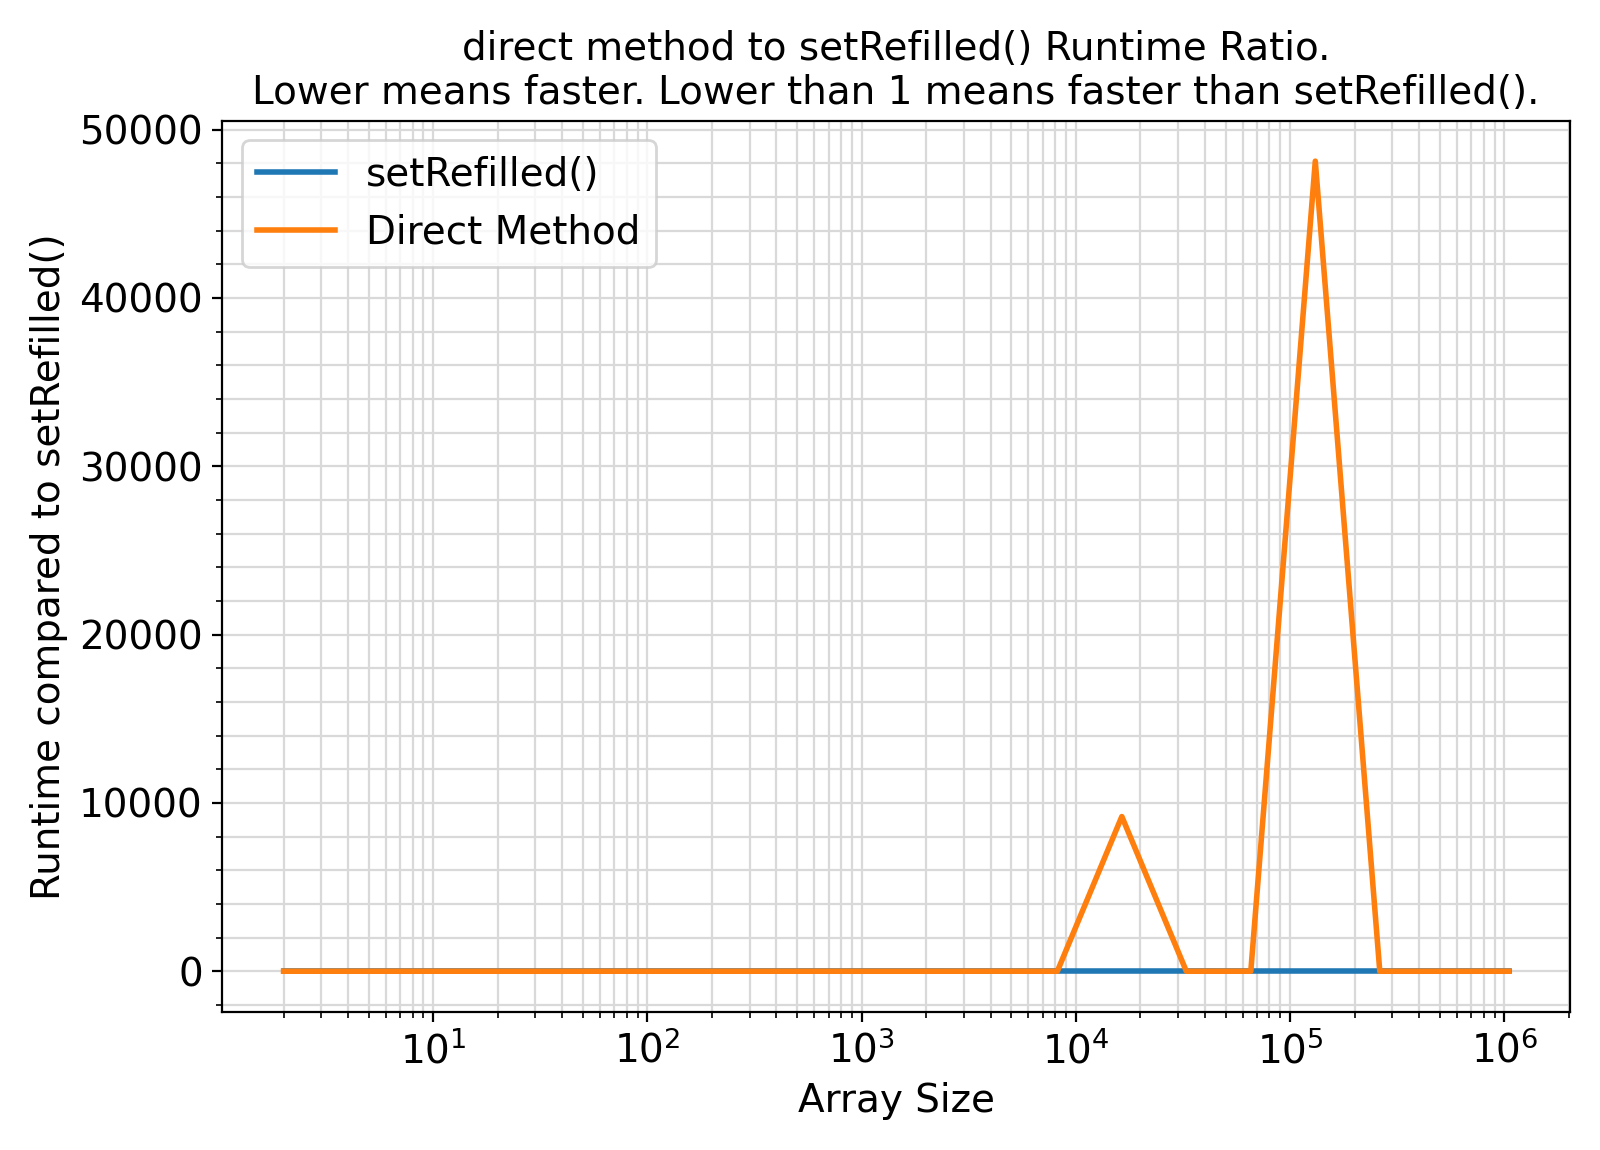 direct method to setRefilled() Runtime Ratio.
Lower means faster. Lower than 1 means faster than setRefilled().
Runtime compared to setRefilled()
50000
40000
30000
20000
10000
0
setRefilled()
Direct Method
10¹ 10² 10³ 10⁴ 10⁵ 10⁶
Array Size